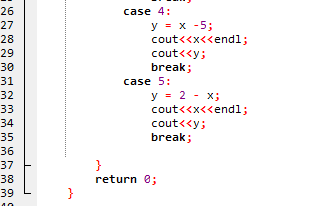 26 case 4:
27 y = x -5;
28 cout<<x<<endl;
29 cout<<y;
30 break;
31 case 5:
32 y = 2 - x;
33 cout<<x<<endl;
34 cout<<y;
35 break;
36
37 }
38 return 0;
39 }